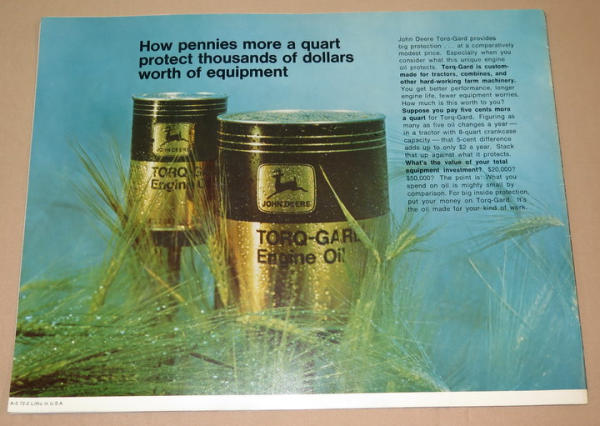 How pennies more a quart
protect thousands of dollars
worth of equipment
John Deere Torq-Gard provides
big protection . . . at a comparatively
modest price. Especially when you
consider what this unique engine
oil protects. Torq-Gard is custom-
made for tractors, combines, and
other hard-working farm machinery.
You get better performance, longer
engine life, fewer equipment worries.
How much is this worth to you?
Suppose you pay five cents more
a quart for Torq-Gard. Figuring as
many as five oil changes a year—
in a tractor with 8-quart crankcase
capacity—that 5-cent difference
adds up to only $2 a year. Stack
that up against what it protects.
What's the value of your total
equipment investment? $20,000?
$50,000? The point is: What you
spend on oil is mighty small by
comparison. For big inside protection,
put your money on Torq-Gard. It's
the oil made for your kind of work.
JOHN DEERE
TORQ-G
Engine O
JOHN DEERE
TORQ-GARD
Engine Oil
Litho in U.S.A.